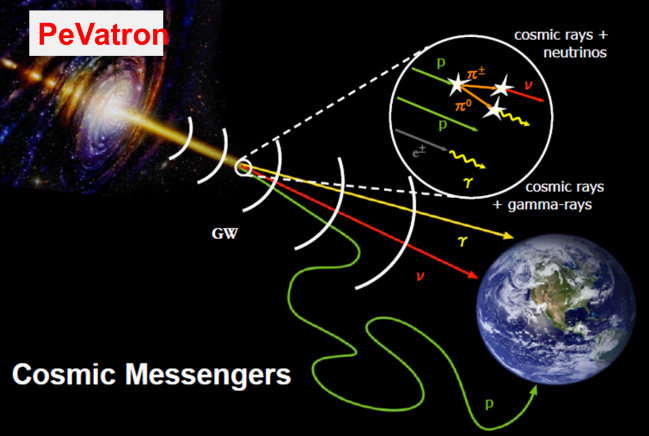 PeVatron
cosmic rays +
neutrinos
p
π±
ν
π⁰
p
e±
γ
cosmic rays
+ gamma-rays
GW
γ
ν
Cosmic Messengers
p